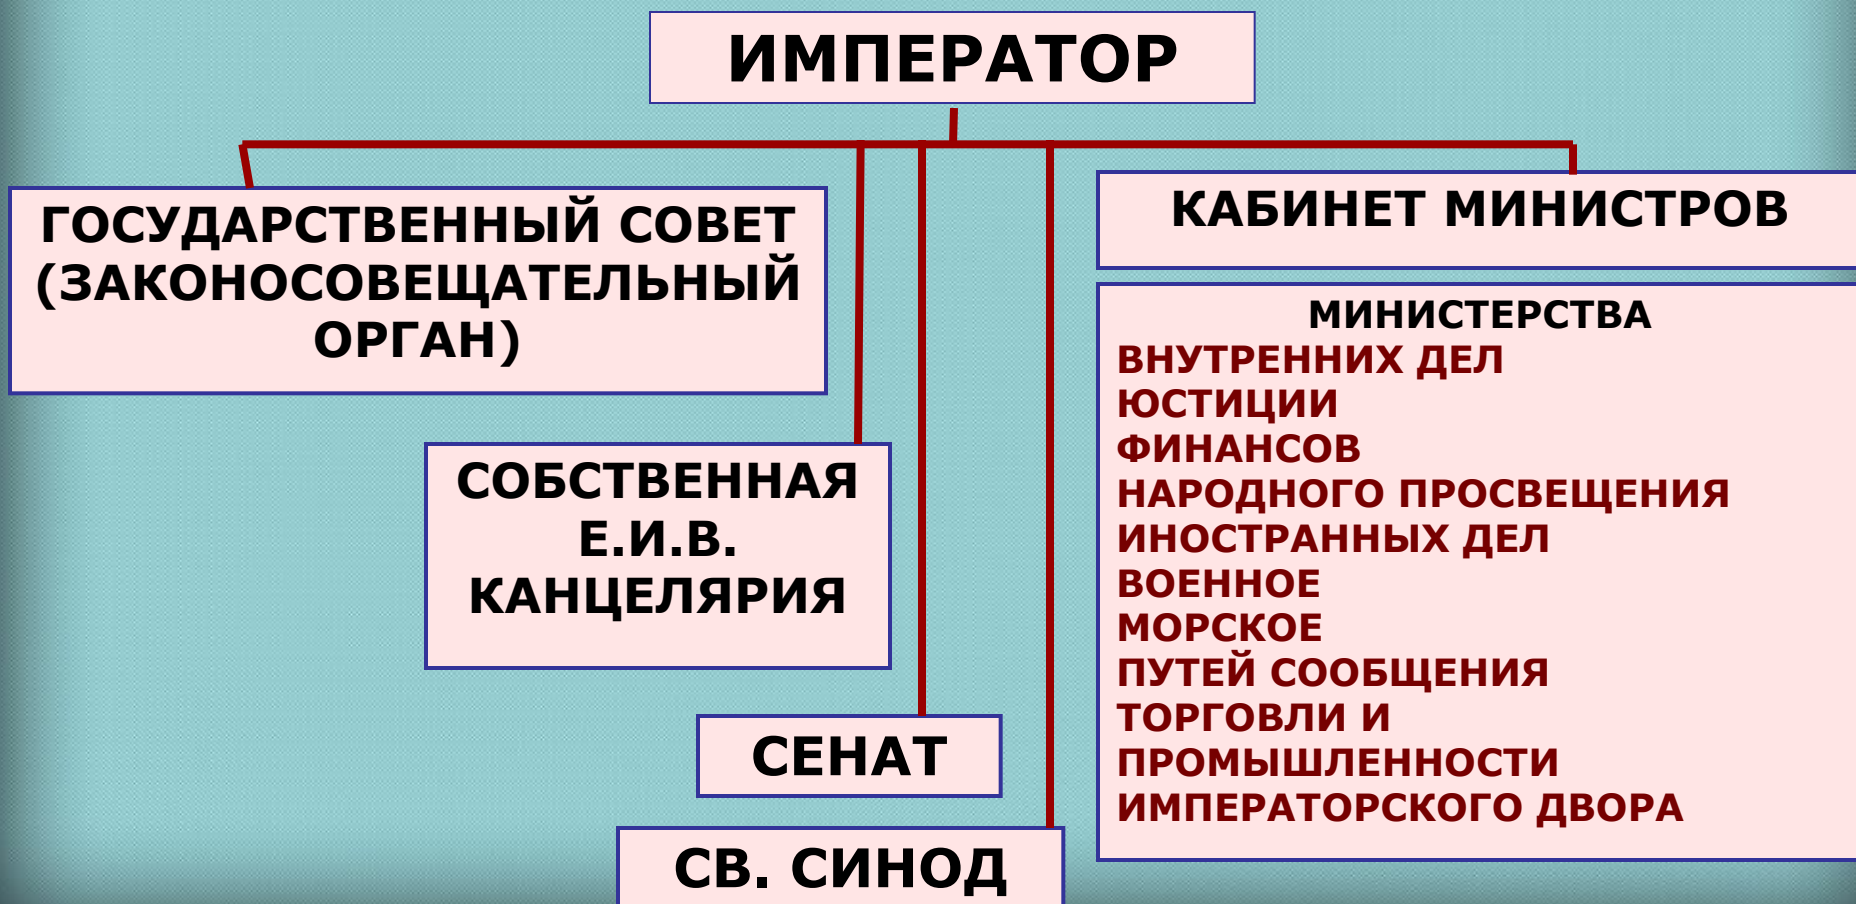 ИМПЕРАТОР
ГОСУДАРСТВЕННЫЙ СОВЕТ
(ЗАКОНОСОВЕЩАТЕЛЬНЫЙ
ОРГАН)
СОБСТВЕННАЯ
Е.И.В.
КАНЦЕЛЯРИЯ
СЕНАТ
СВ. СИНОД
КАБИНЕТ МИНИСТРОВ
МИНИСТЕРСТВА
ВНУТРЕННИХ ДЕЛ
ЮСТИЦИИ
ФИНАНСОВ
НАРОДНОГО ПРОСВЕЩЕНИЯ
ИНОСТРАННЫХ ДЕЛ
ВОЕННОЕ
МОРСКОЕ
ПУТЕЙ СООБЩЕНИЯ
ТОРГОВЛИ И
ПРОМЫШЛЕННОСТИ
ИМПЕРАТОРСКОГО ДВОРА